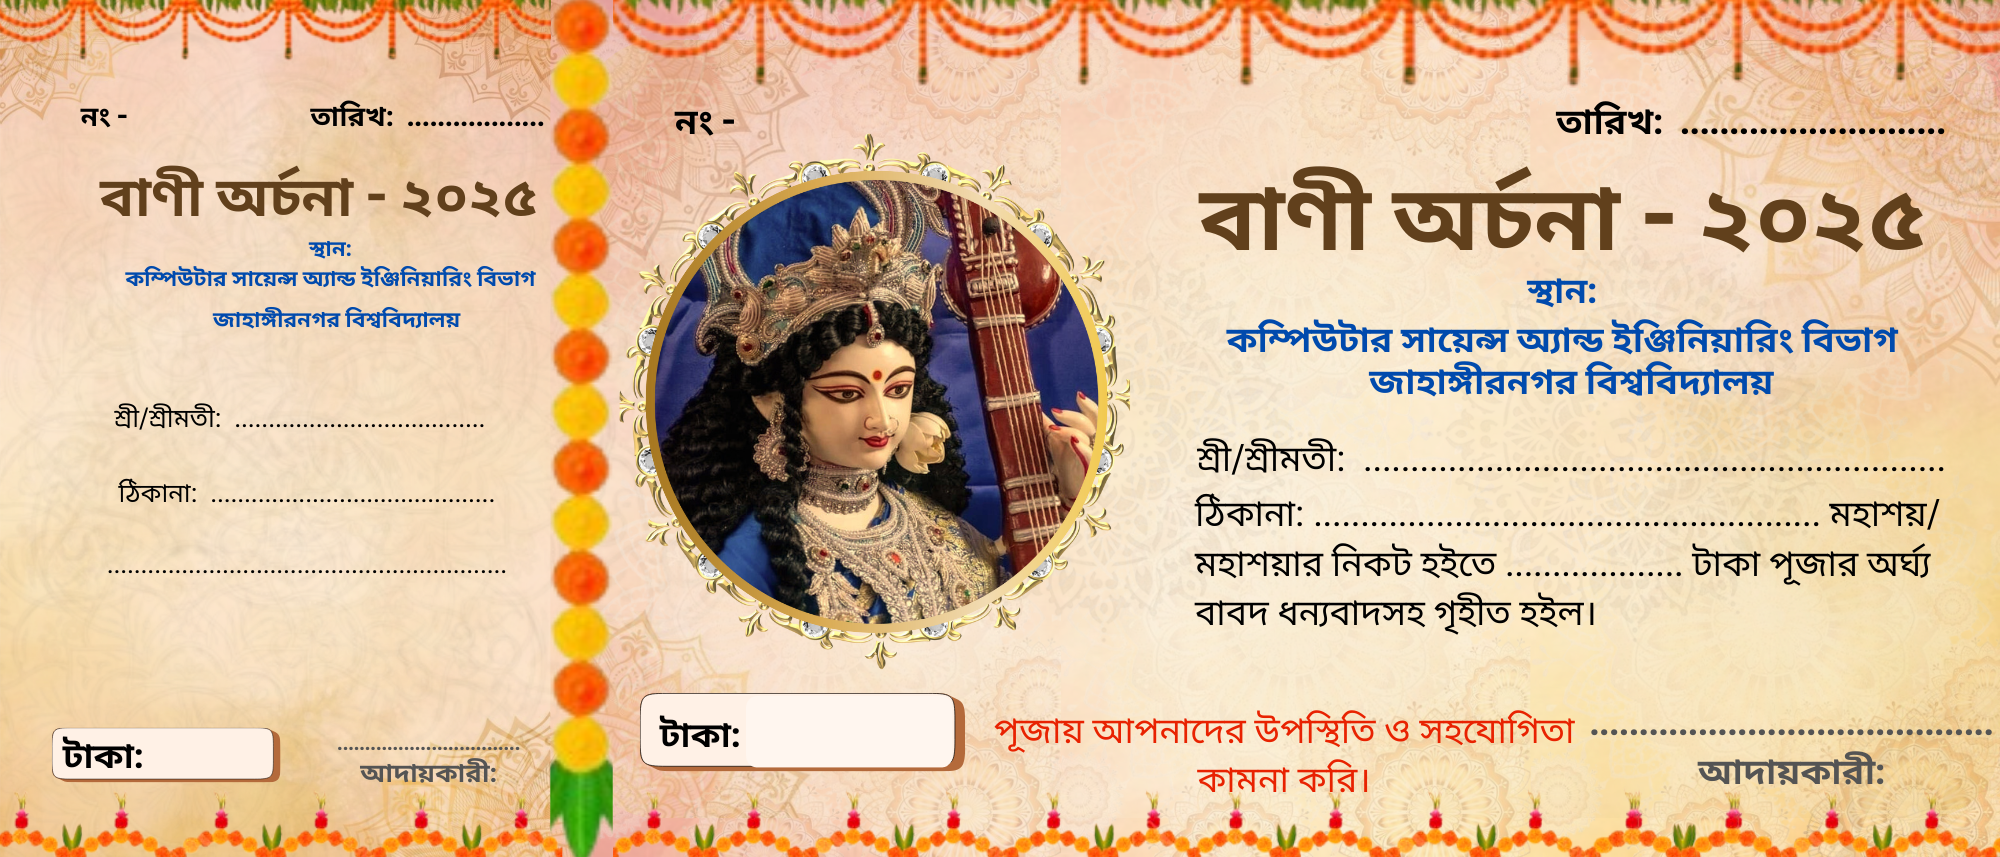 নং -
তারিখ: ..................
বাণী অর্চনা - ২০২৫
স্থান:
কম্পিউটার সায়েন্স অ্যান্ড ইঞ্জিনিয়ারিং বিভাগ
জাহাঙ্গীরনগর বিশ্ববিদ্যালয়
শ্রী/শ্রীমতী: .....................................
ঠিকানা: ..........................................
...........................................................
টাকা:
..............................
আদায়কারী:
নং -
তারিখ: ...........................
বাণী অর্চনা - ২০২৫
স্থান:
কম্পিউটার সায়েন্স অ্যান্ড ইঞ্জিনিয়ারিং বিভাগ
জাহাঙ্গীরনগর বিশ্ববিদ্যালয়
শ্রী/শ্রীমতী: ..............................................................
ঠিকানা: ...................................................... মহাশয়/
মহাশয়ার নিকট হইতে ................... টাকা পূজার অর্ঘ্য
বাবদ ধন্যবাদসহ গৃহীত হইল।
টাকা:
পূজায় আপনাদের উপস্থিতি ও সহযোগিতা
কামনা করি।
.........................................
আদায়কারী: